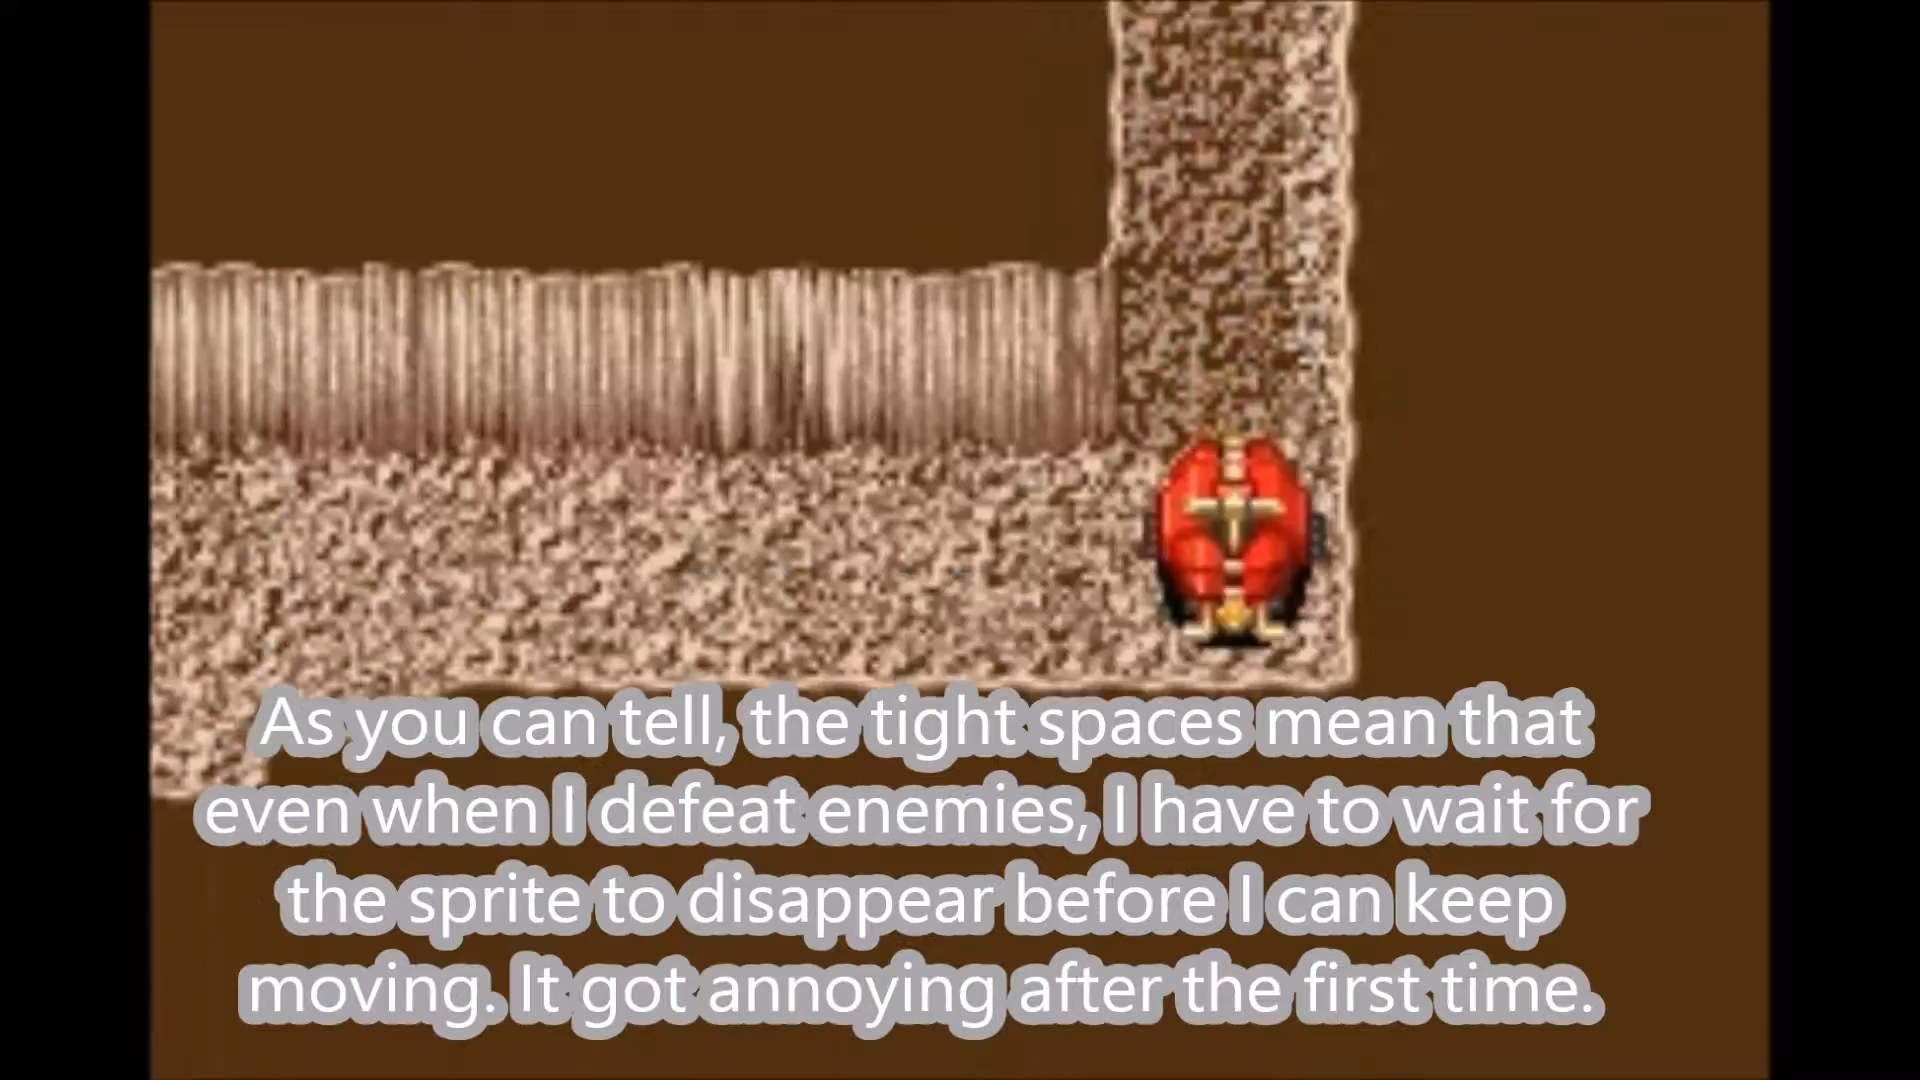 As you can tell, the tight spaces mean that
even when I defeat enemies, I have to wait for
the sprite to disappear before I can keep
moving. It got annoying after the first time.